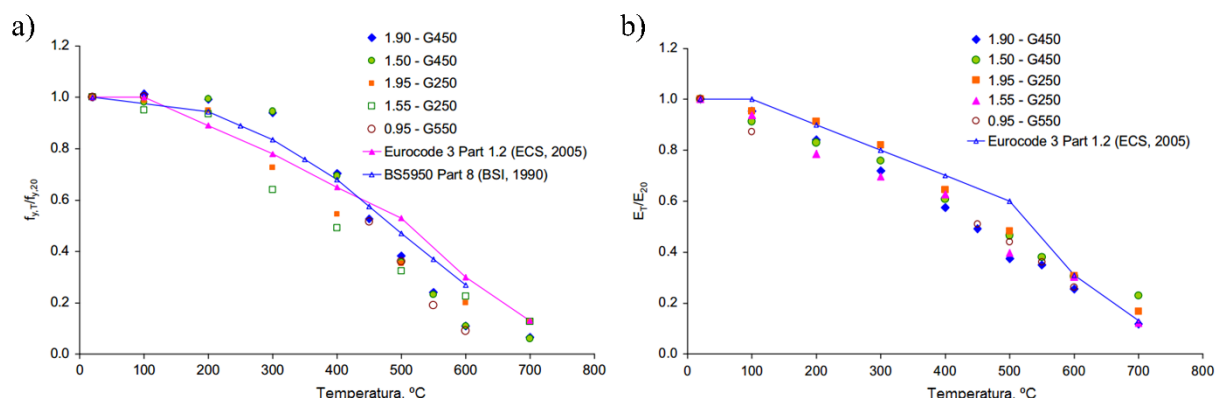 a)
1.2
1.0
0.8
0.6
0.4
0.2
0.0
f_y,T/f_y,20
0 100 200 300 400 500 600 700 800
Temperatura, ºC
1.90 - G450
1.50 - G450
1.95 - G250
1.55 - G250
0.95 - G550
Eurocode 3 Part 1.2 (ECS, 2005)
BS5950 Part 8 (BSI, 1990)
b)
1.2
1.0
0.8
0.6
0.4
0.2
0.0
E_T/E_20
0 100 200 300 400 500 600 700 800
Temperatura, ºC
1.90 - G450
1.50 - G450
1.95 - G250
1.55 - G250
0.95 - G550
Eurocode 3 Part 1.2 (ECS, 2005)